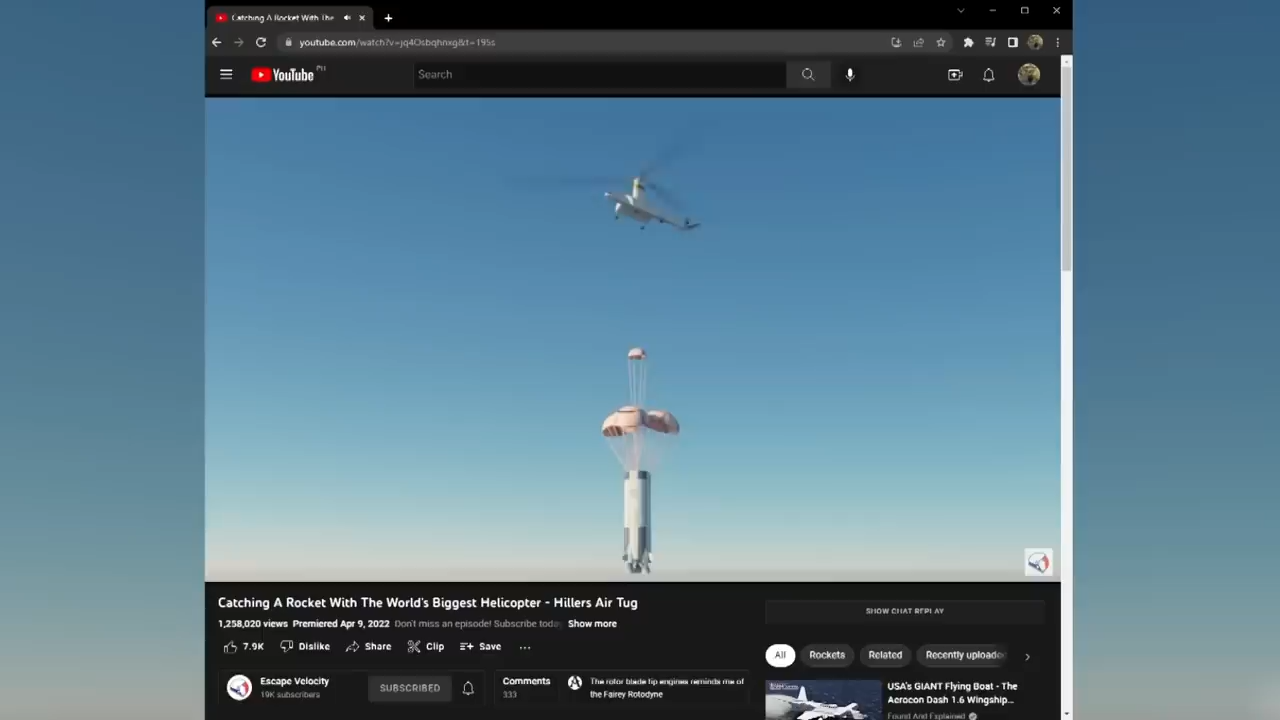 Catching A Rocket With The
youtube.com/watch?v=jq4Osbqhnxg&t=195s
YouTube PH
Search
Catching A Rocket With The World's Biggest Helicopter - Hillers Air Tug
1,258,020 views Premiered Apr 9, 2022 Don't miss an episode! Subscribe toda Show more
7.9K Dislike Share Clip Save ...
SHOW CHAT REPLAY
All Rockets Related Recently uploaded
Escape Velocity
19K subscribers
SUBSCRIBED
Comments
333
The rotor blade tip engines reminds me of
the Fairey Rotodyne
USA's GIANT Flying Boat - The
Aerocon Dash 1.6 Wingship...
Found And Explained